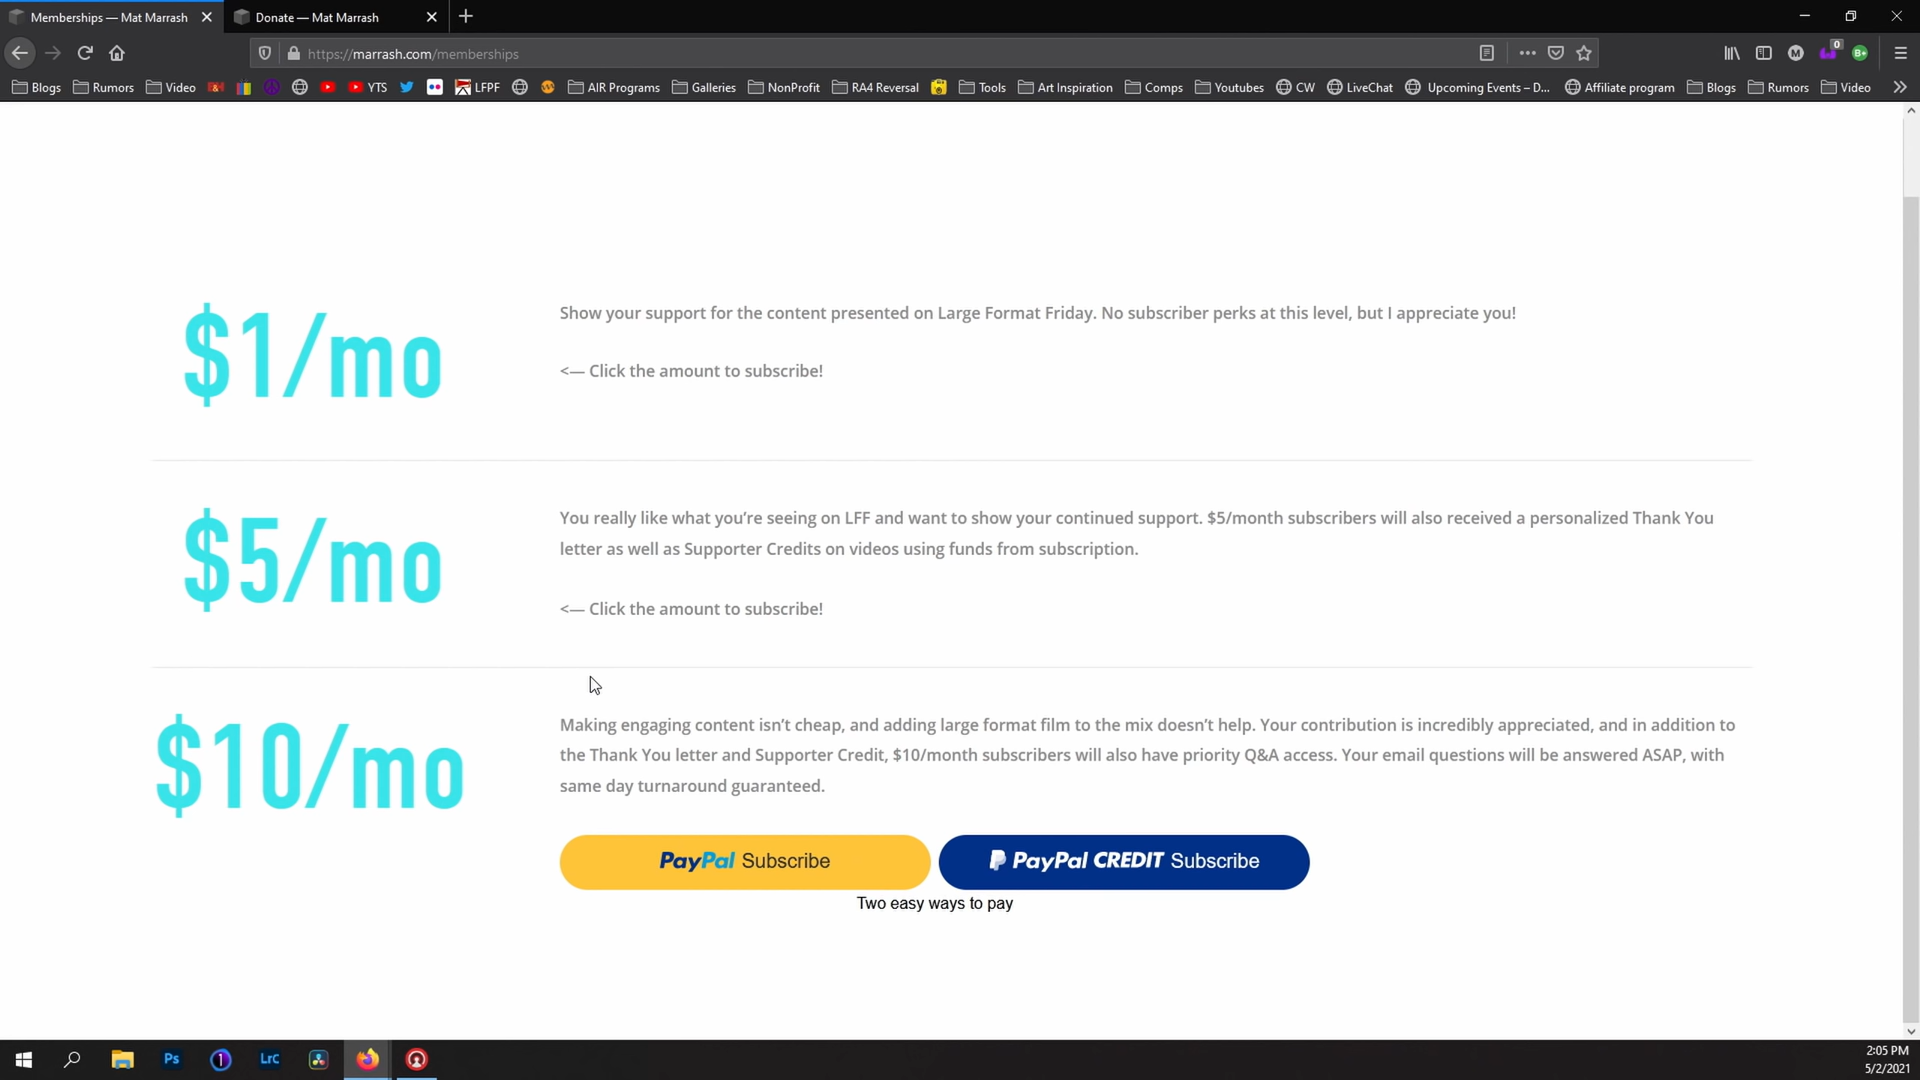 Memberships — Mat Marrash
Donate — Mat Marrash
https://marrash.com/memberships
0
M
B+
Blogs
Rumors
Video
YTS
LFPF
AIR Programs
Galleries
NonProfit
RA4 Reversal
Tools
Art Inspiration
Comps
Youtubes
CW
LiveChat
Upcoming Events – D...
Affiliate program
Blogs
Rumors
Video
$1/mo
Show your support for the content presented on Large Format Friday. No subscriber perks at this level, but I appreciate you!
<— Click the amount to subscribe!
$5/mo
You really like what you’re seeing on LFF and want to show your continued support. $5/month subscribers will also received a personalized Thank You
letter as well as Supporter Credits on videos using funds from subscription.
<— Click the amount to subscribe!
$10/mo
Making engaging content isn’t cheap, and adding large format film to the mix doesn’t help. Your contribution is incredibly appreciated, and in addition to
the Thank You letter and Supporter Credit, $10/month subscribers will also have priority Q&A access. Your email questions will be answered ASAP, with
same day turnaround guaranteed.
PayPal Subscribe
PayPal CREDIT Subscribe
Two easy ways to pay
Ps
1
LrC
2:05 PM
5/2/2021